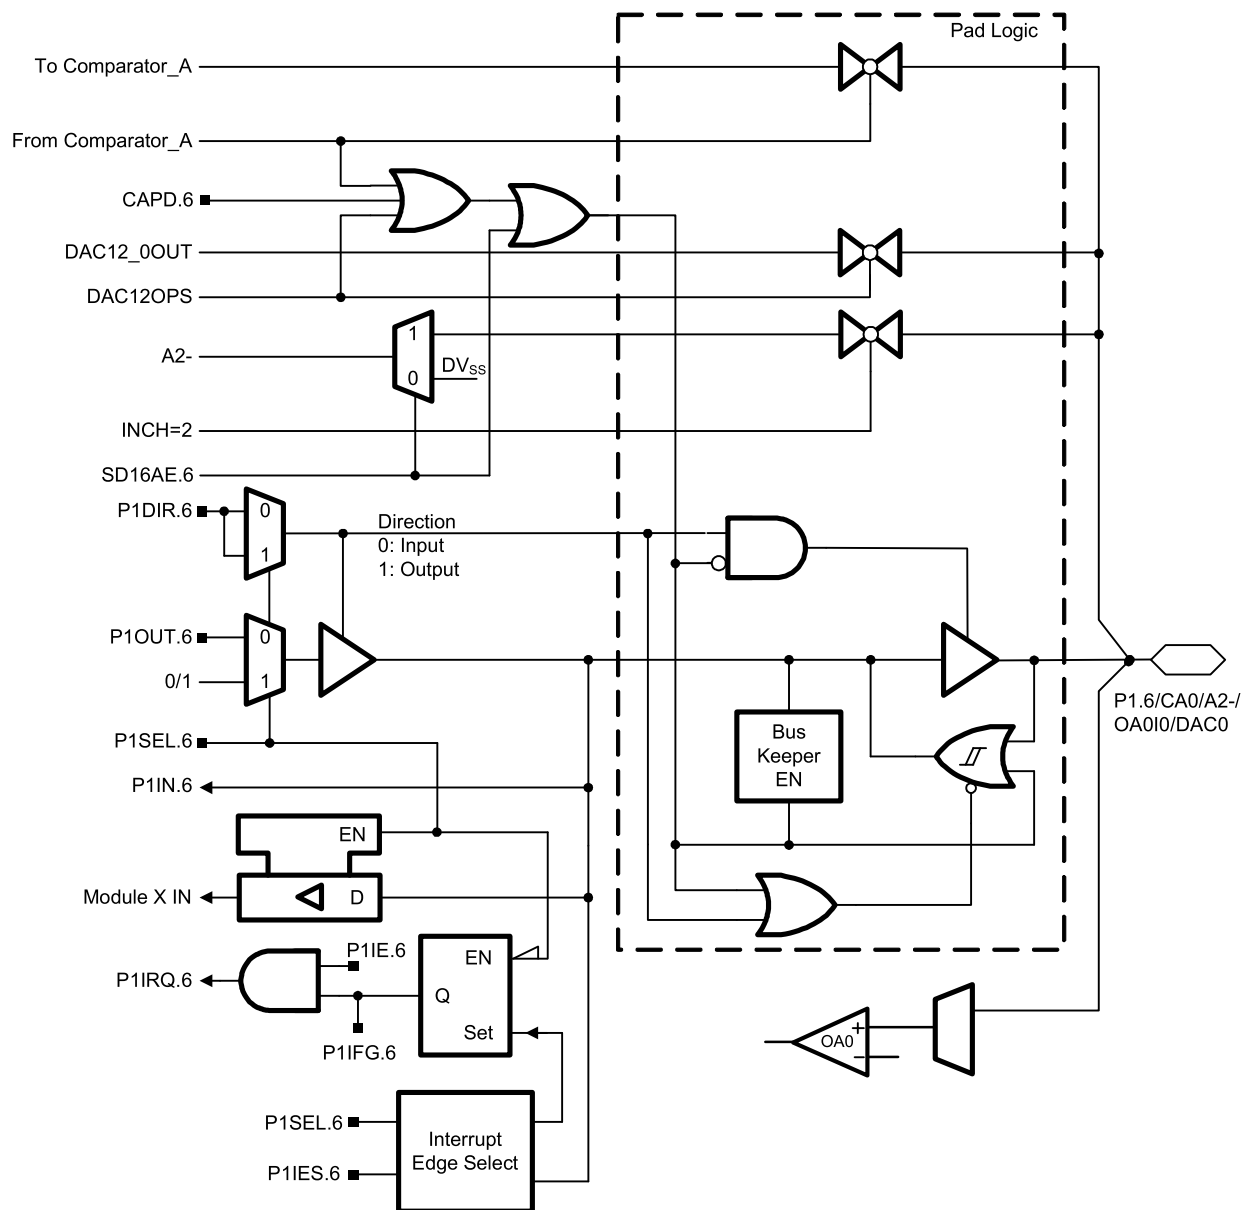 Pad Logic
To Comparator_A
From Comparator_A
CAPD.6
DAC12_0OUT
DAC12OPS
1
A2-
DVSS
0
INCH=2
SD16AE.6
P1DIR.6
0
1
Direction
0: Input
1: Output
P1OUT.6
0
0/1
1
P1SEL.6
P1IN.6
Bus
Keeper
EN
P1.6/CA0/A2-/
OA0I0/DAC0
EN
Module X IN
D
P1IE.6
P1IRQ.6
EN
Q
Set
P1IFG.6
OA0
+
−
P1SEL.6
P1IES.6
Interrupt
Edge Select